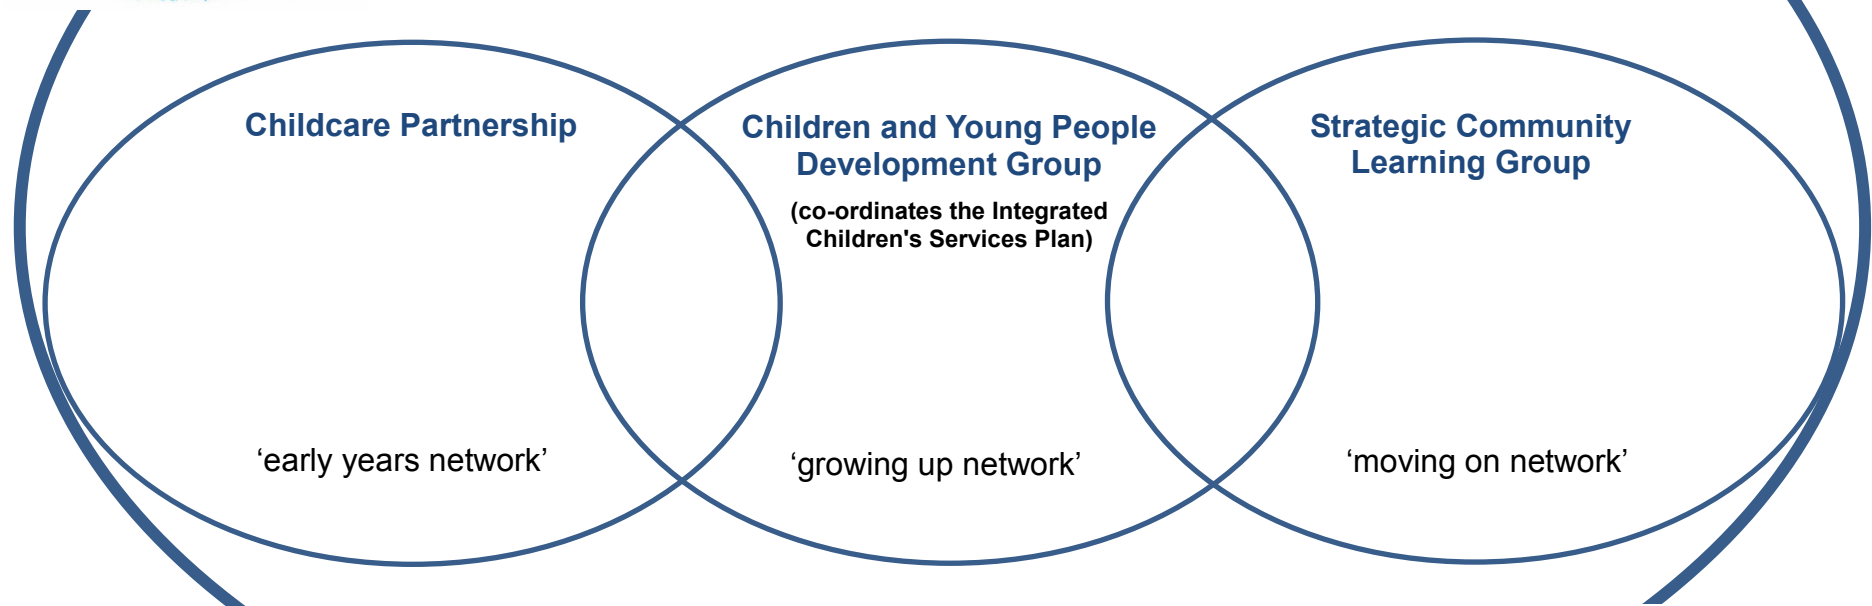 Childcare Partnership
Children and Young People
Development Group
(co-ordinates the Integrated
Children's Services Plan)
Strategic Community
Learning Group
‘early years network’
‘growing up network’
‘moving on network’